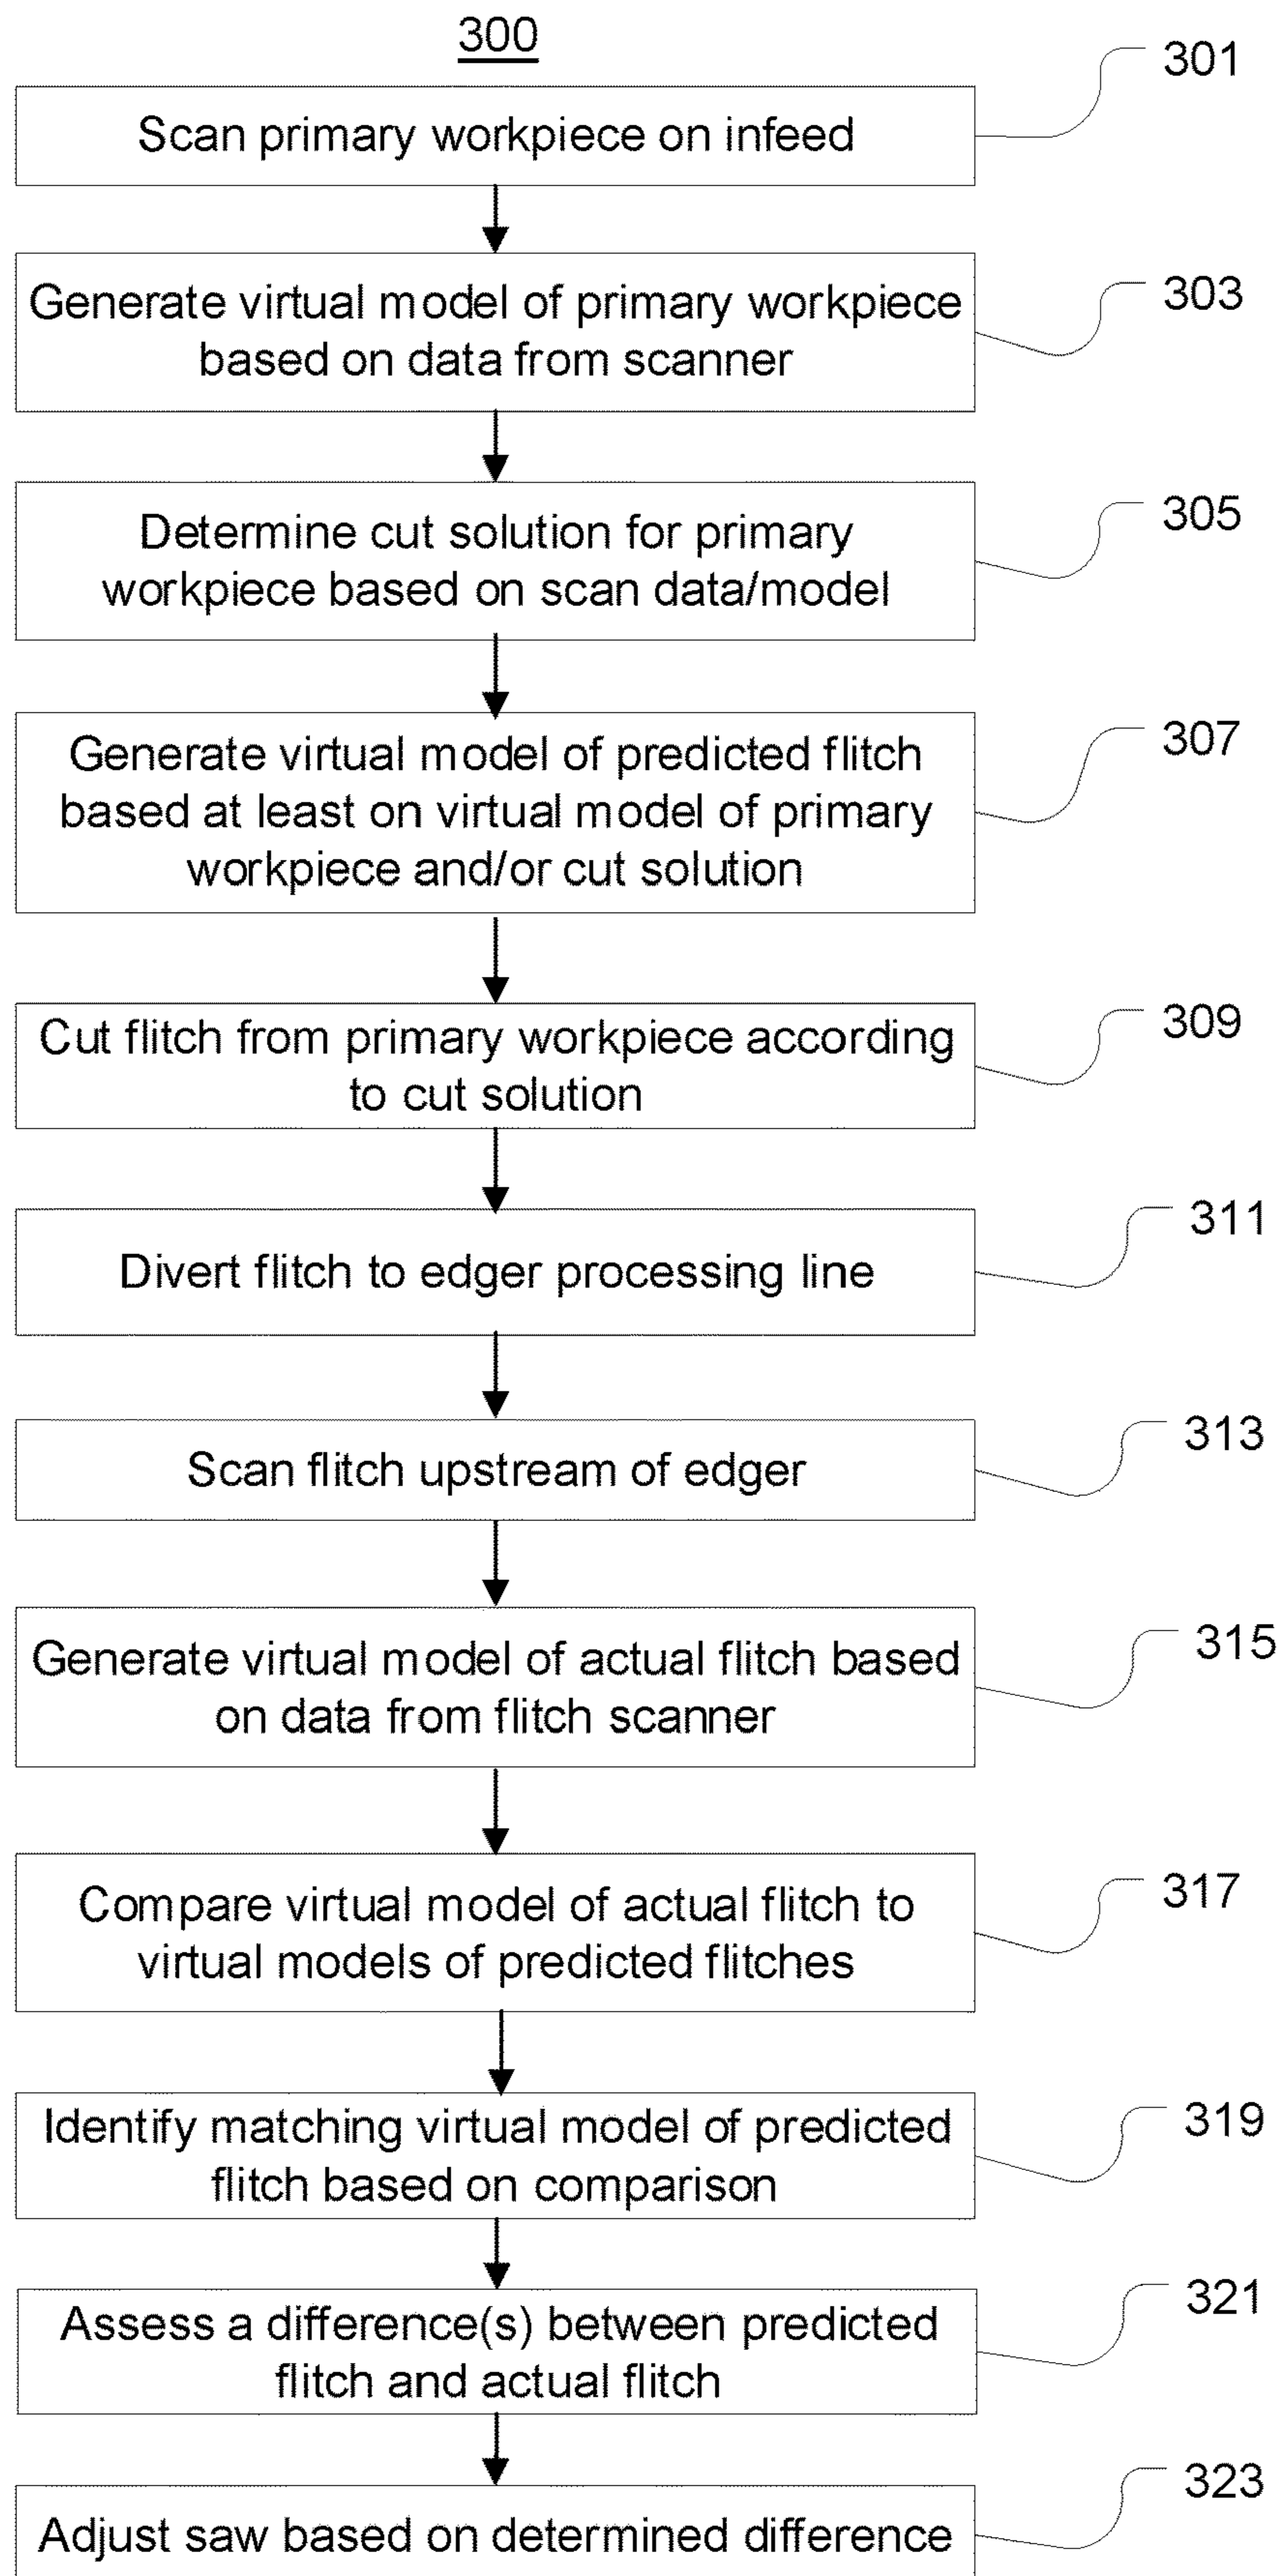 300
301
Scan primary workpiece on infeed
303
Generate virtual model of primary workpiece
based on data from scanner
305
Determine cut solution for primary
workpiece based on scan data/model
307
Generate virtual model of predicted flitch
based at least on virtual model of primary
workpiece and/or cut solution
309
Cut flitch from primary workpiece according
to cut solution
311
Divert flitch to edger processing line
313
Scan flitch upstream of edger
315
Generate virtual model of actual flitch based
on data from flitch scanner
317
Compare virtual model of actual flitch to
virtual models of predicted flitches
319
Identify matching virtual model of predicted
flitch based on comparison
321
Assess a difference(s) between predicted
flitch and actual flitch
323
Adjust saw based on determined difference